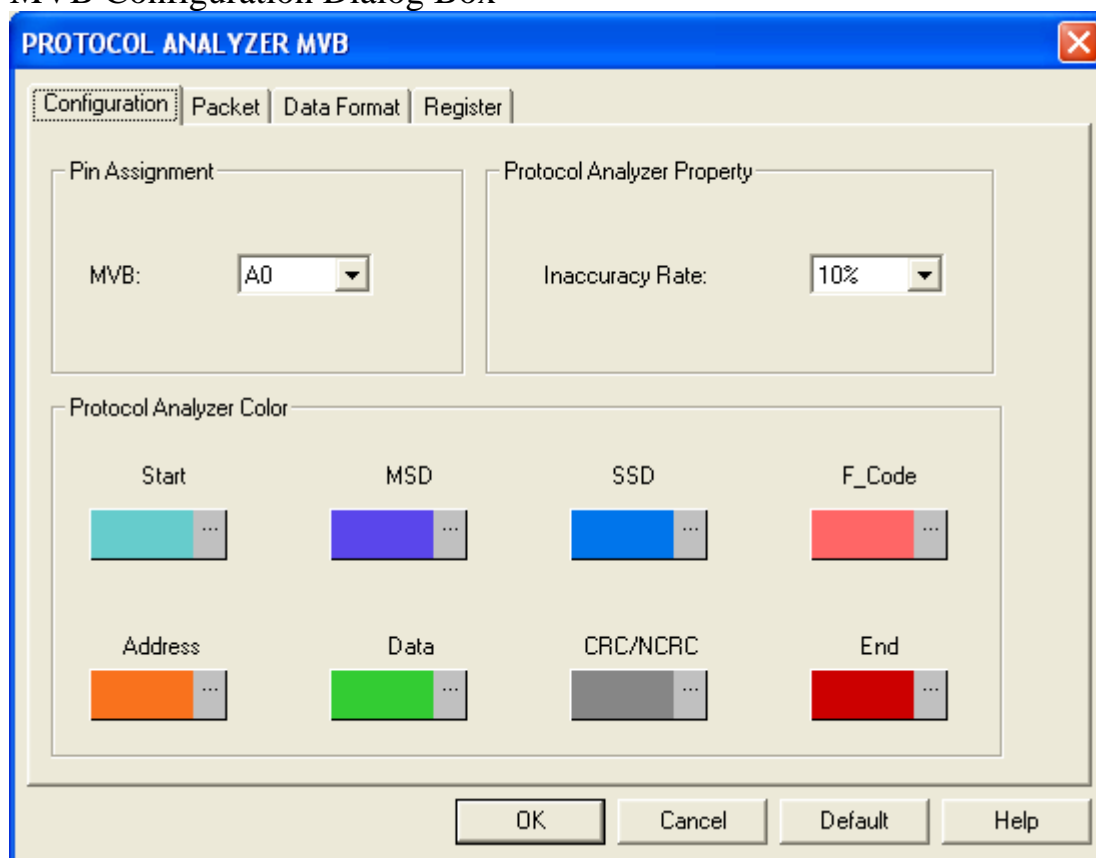 MVB Configuration Dialog Box
PROTOCOL ANALYZER MVB
Configuration Packet Data Format Register
Pin Assignment
MVB: A0
Protocol Analyzer Property
Inaccuracy Rate: 10%
Protocol Analyzer Color
Start MSD SSD F_Code
... ... ... ...
Address Data CRC/NCRC End
... ... ... ...
OK Cancel Default Help